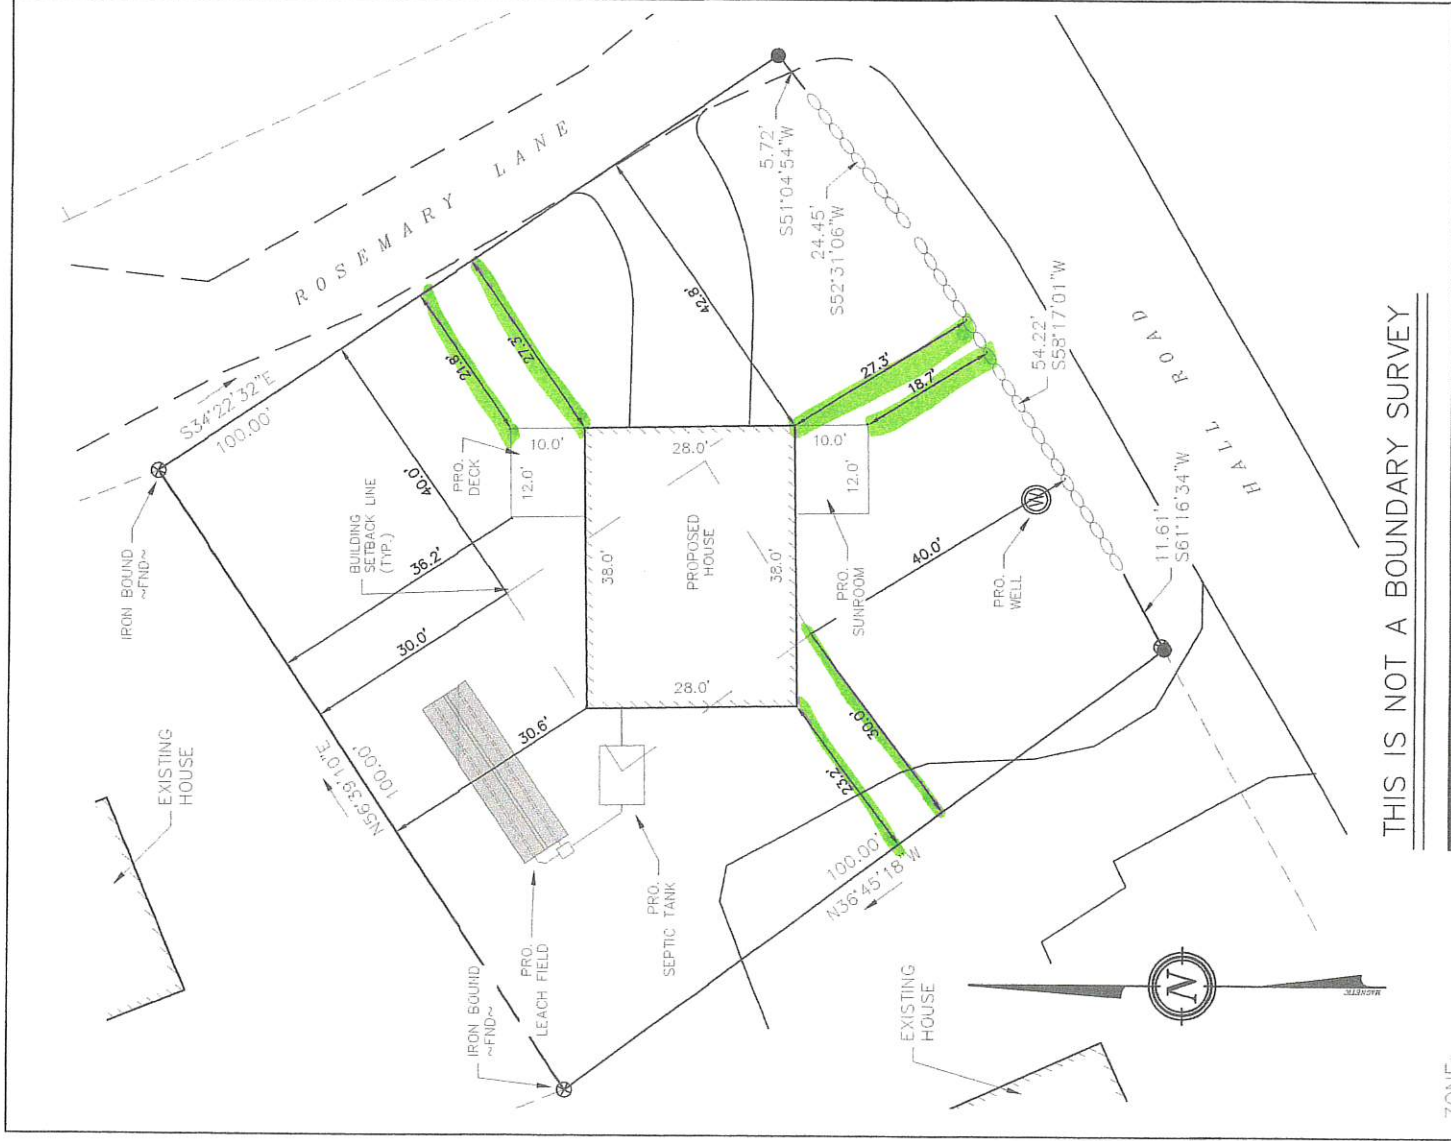 ROSEMARY LANE
S34°22'32"E
100.00'
IRON BOUND
~FND~
21.8'
27.3'
42.8'
5.72'
S51°04'54"W
24.45'
S52°31'06"W
54.22'
S58°17'01"W
HALL ROAD
11.61'
S61°16'34"W
40.0'
36.2'
30.0'
BUILDING
SETBACK LINE
(TYP.)
PRO.
DECK
10.0'
12.0'
28.0'
38.0'
PROPOSED
HOUSE
38.0'
28.0'
27.3'
18.7'
10.0'
12.0'
PRO.
SUNROOM
40.0'
W
PRO.
WELL
30.0'
23.2'
30.6'
N56°39'10"E
100.00'
EXISTING
HOUSE
PRO.
LEACH FIELD
PRO.
SEPTIC TANK
IRON BOUND
~FND~
100.00'
N36°45'18"W
EXISTING
HOUSE
N
MAGNETIC
THIS IS NOT A BOUNDARY SURVEY
ZONE